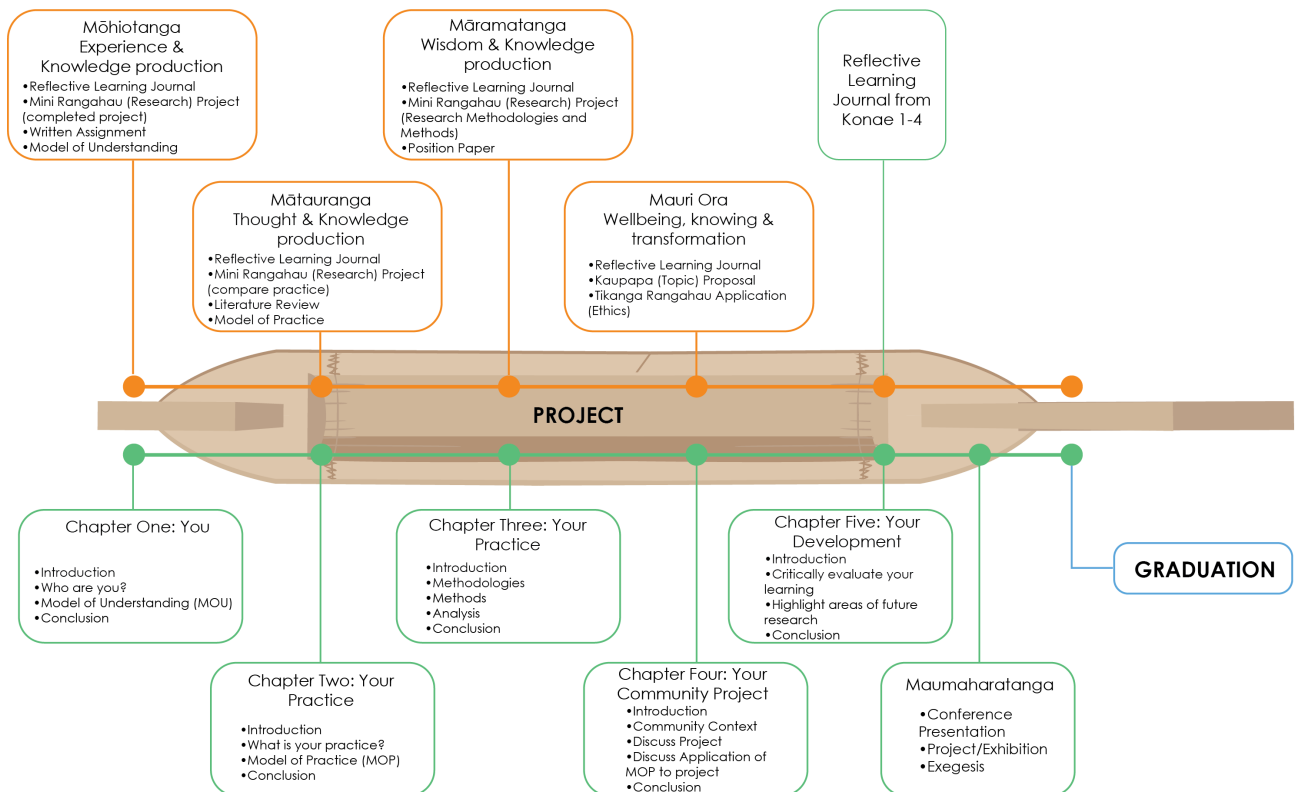 Mōhiotanga
Experience &
Knowledge production
•Reflective Learning Journal
•Mini Rangahau (Research) Project
(completed project)
•Written Assignment
•Model of Understanding
Māramatanga
Wisdom & Knowledge
production
•Reflective Learning Journal
•Mini Rangahau (Research) Project
(Research Methodologies and
Methods)
•Position Paper
Reflective
Learning
Journal from
Konae 1-4
Mātauranga
Thought & Knowledge
production
•Reflective Learning Journal
•Mini Rangahau (Research) Project
(compare practice)
•Literature Review
•Model of Practice
Mauri Ora
Wellbeing, knowing &
transformation
•Reflective Learning Journal
•Kaupapa (Topic) Proposal
•Tikanga Rangahau Application
(Ethics)
PROJECT
Chapter One: You
•Introduction
•Who are you?
•Model of Understanding (MOU)
•Conclusion
Chapter Three: Your
Practice
•Introduction
•Methodologies
•Methods
•Analysis
•Conclusion
Chapter Five: Your
Development
•Introduction
•Critically evaluate your
learning
•Highlight areas of future
research
•Conclusion
GRADUATION
Chapter Two: Your
Practice
•Introduction
•What is your practice?
•Model of Practice (MOP)
•Conclusion
Chapter Four: Your
Community Project
•Introduction
•Community Context
•Discuss Project
•Discuss Application of
MOP to project
•Conclusion
Maumaharatanga
•Conference
Presentation
•Project/Exhibition
•Exegesis